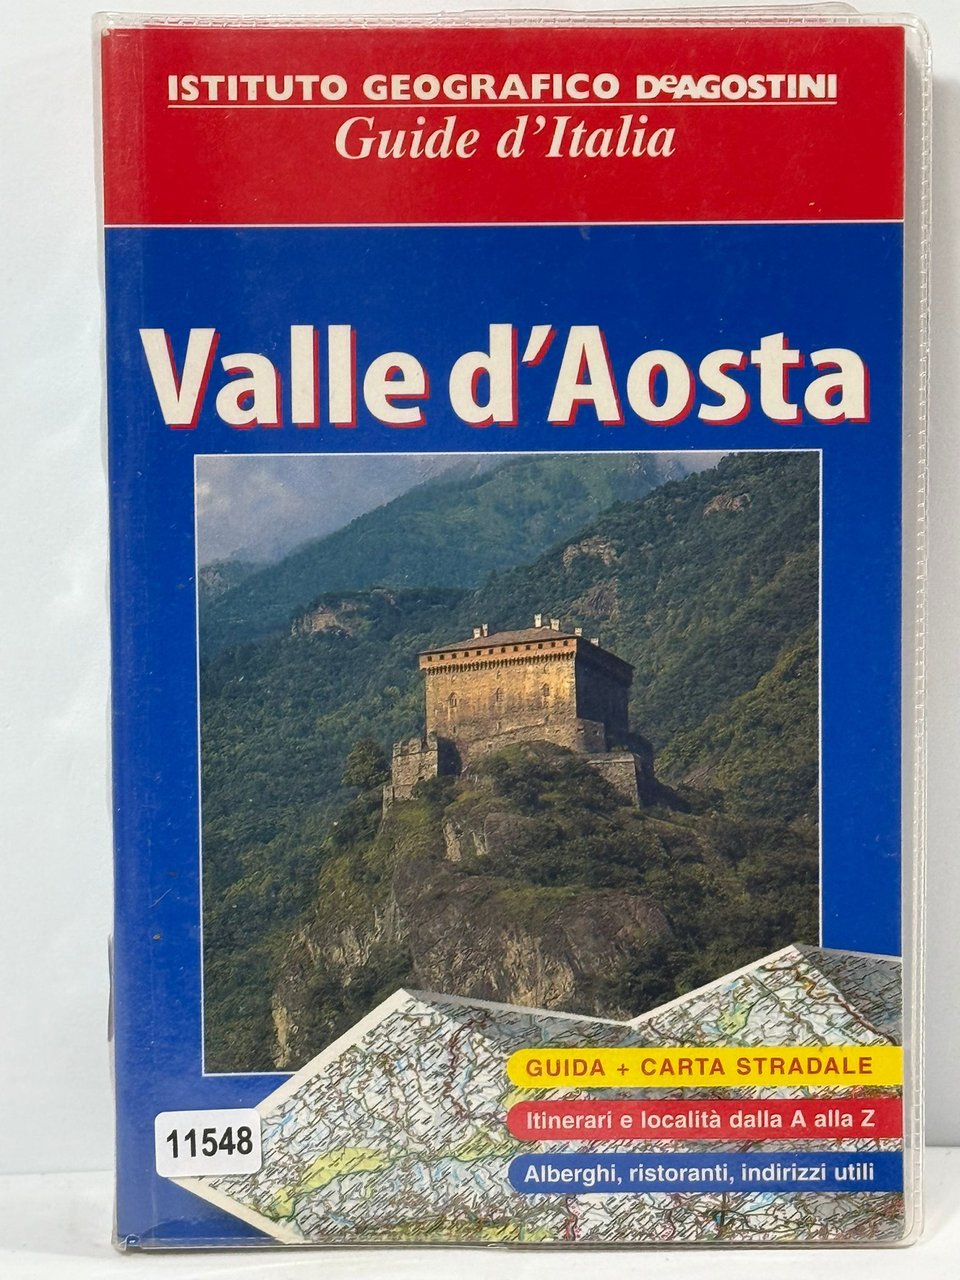 ISTITUTO GEOGRAFICO DeAGOSTINI
Guide d'Italia
Valle d'Aosta
GUIDA + CARTA STRADALE
Itinerari e località dalla A alla Z
Alberghi, ristoranti, indirizzi utili
11548